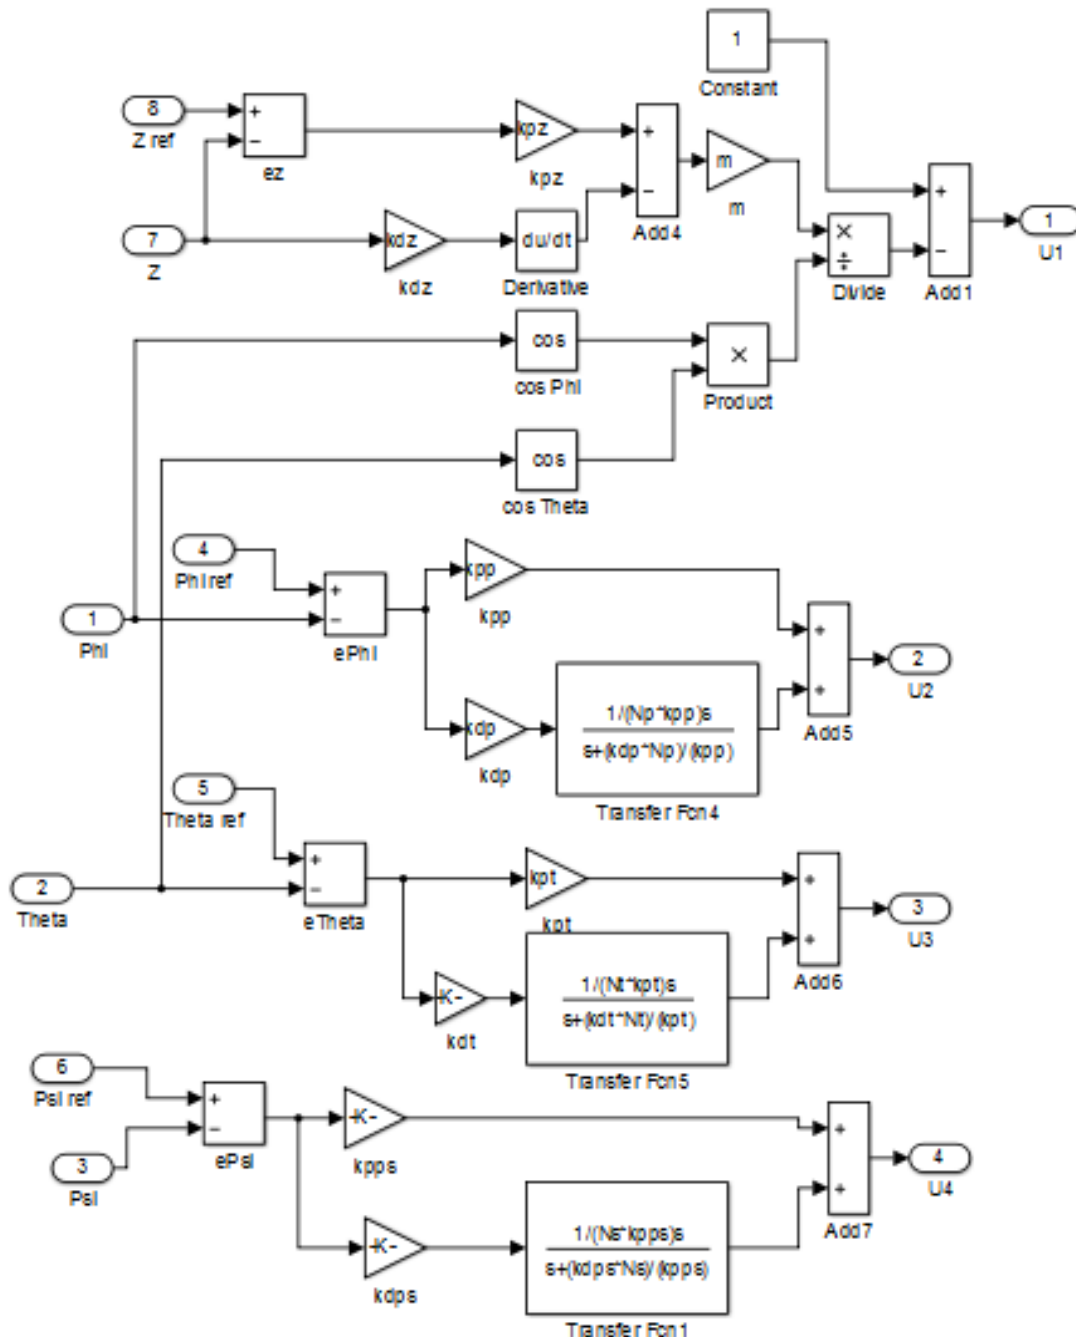 1
Constant
8
Z ref
+
−
ez
kpz
kpz
+
−
Add4
m
m
+
−
Add1
1
U1
7
Z
kdz
kdz
du/dt
Derivative
×
÷
Divide
cos
cos Phi
×
Product
cos
cos Theta
4
Phi ref
+
−
ePhi
1
Phi
kpp
kpp
kdp
kdp
1/(Np*kpp)s
s+(kdp*Np)/(kpp)
Transfer Fcn4
+
+
Add5
2
U2
5
Theta ref
+
−
eTheta
2
Theta
kpt
kpt
-K-
kdt
1/(Nt*kpt)s
s+(kdt*Nt)/(kpt)
Transfer Fcn5
+
+
Add6
3
U3
6
Psi ref
+
−
ePsi
3
Psi
-K-
kpps
-K-
kdps
1/(Ns*kpps)s
s+(kdps*Ns)/(kpps)
Transfer Fcn1
+
+
Add7
4
U4